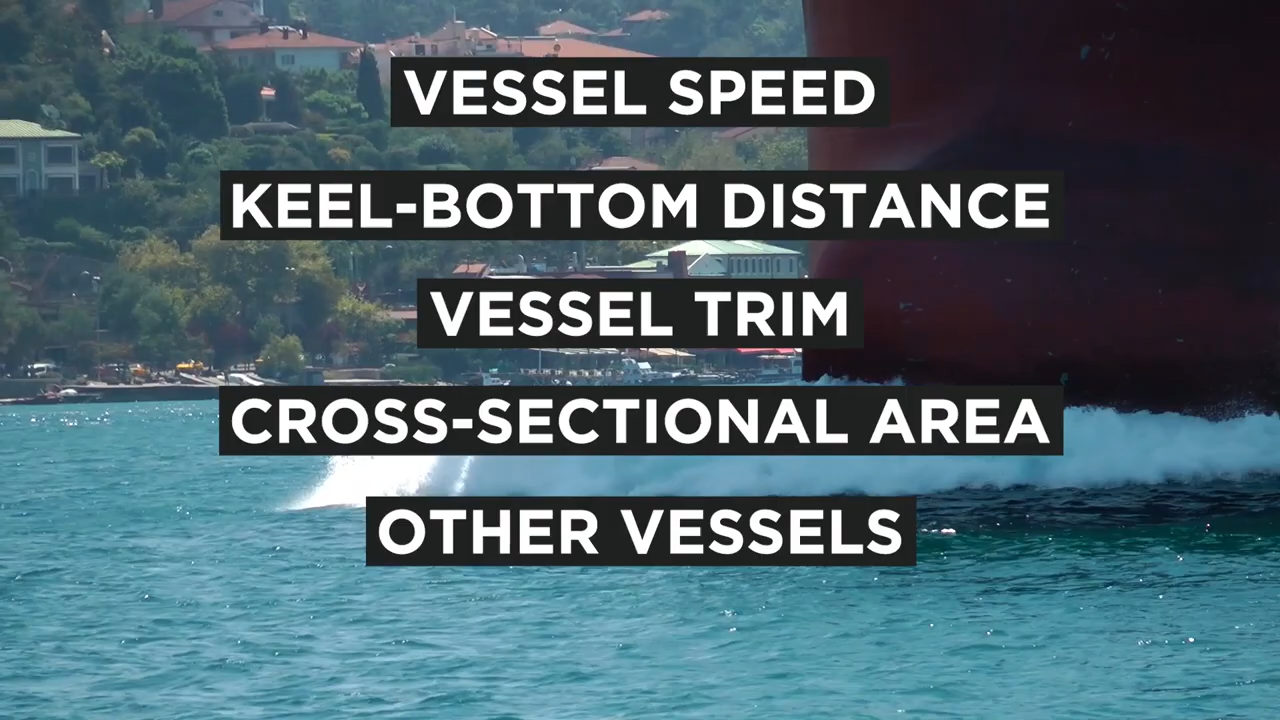 VESSEL SPEED
KEEL-BOTTOM DISTANCE
VESSEL TRIM
CROSS-SECTIONAL AREA
OTHER VESSELS